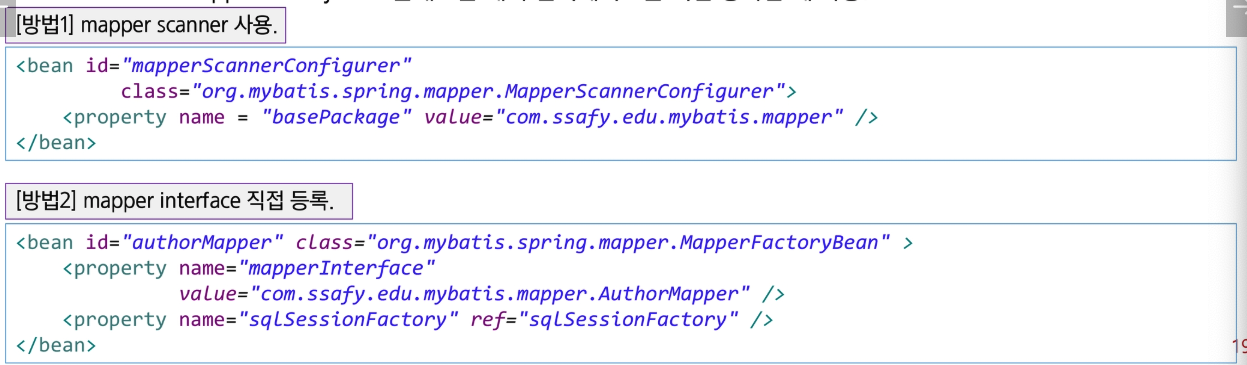 [방법1] mapper scanner 사용.
<bean id="mapperScannerConfigurer"
class="org.mybatis.spring.mapper.MapperScannerConfigurer">
<property name = "basePackage" value="com.ssafy.edu.mybatis.mapper" />
</bean>
[방법2] mapper interface 직접 등록.
<bean id="authorMapper" class="org.mybatis.spring.mapper.MapperFactoryBean" >
<property name="mapperInterface"
value="com.ssafy.edu.mybatis.mapper.AuthorMapper" />
<property name="sqlSessionFactory" ref="sqlSessionFactory" />
</bean>